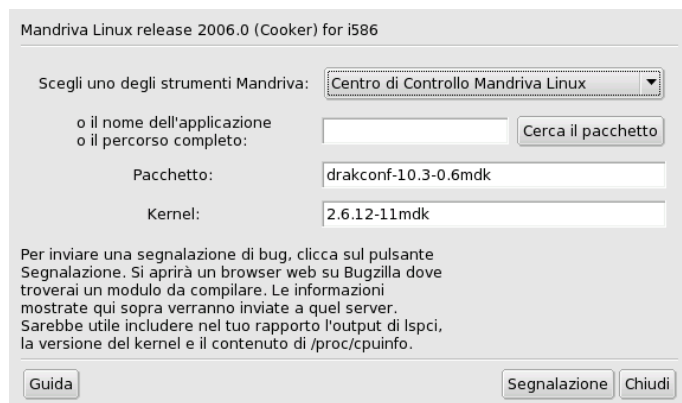 Mandriva Linux release 2006.0 (Cooker) for i586
Scegli uno degli strumenti Mandriva: Centro di Controllo Mandriva Linux
o il nome dell'applicazione
o il percorso completo:
Cerca il pacchetto
Pacchetto: drakconf-10.3-0.6mdk
Kernel: 2.6.12-11mdk
Per inviare una segnalazione di bug, clicca sul pulsante
Segnalazione. Si aprirà un browser web su Bugzilla dove
troverai un modulo da compilare. Le informazioni
mostrate qui sopra verranno inviate a quel server.
Sarebbe utile includere nel tuo rapporto l'output di lspci,
la versione del kernel e il contenuto di /proc/cpuinfo.
Guida Segnalazione Chiudi